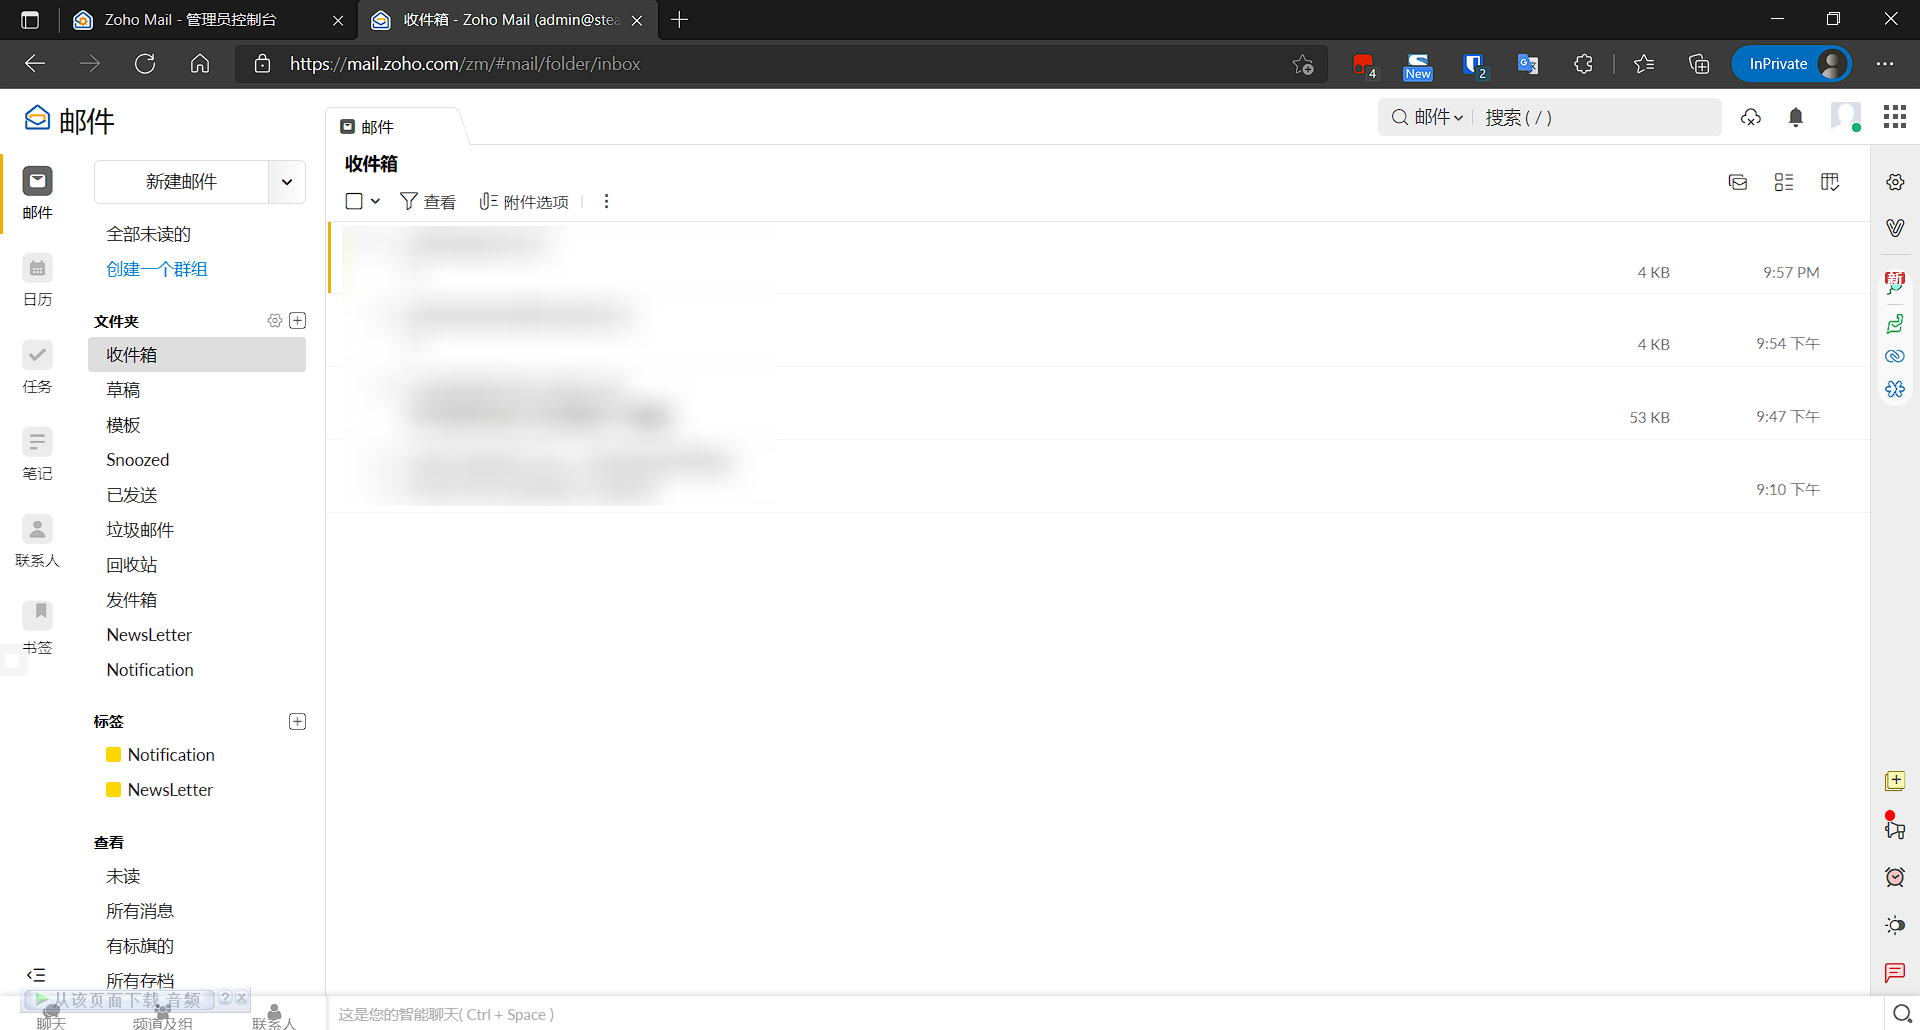 Zoho Mail - 管理员控制台
收件箱 - Zoho Mail (admin@stea
https://mail.zoho.com/zm/#mail/folder/inbox
4
New
2
InPrivate
邮件
邮件
邮件
搜索 ( / )
收件箱
查看
附件选项
邮件
日历
任务
笔记
联系人
书签
新建邮件
全部未读的
创建一个群组
文件夹
收件箱
草稿
模板
Snoozed
已发送
垃圾邮件
回收站
发件箱
NewsLetter
Notification
标签
Notification
NewsLetter
查看
未读
所有消息
有标旗的
所有存档
4 KB
9:57 PM
4 KB
9:54 下午
53 KB
9:47 下午
9:10 下午
新
从该页面下载 音频
?
聊天
频道及组
联系人
这是您的智能聊天( Ctrl + Space )